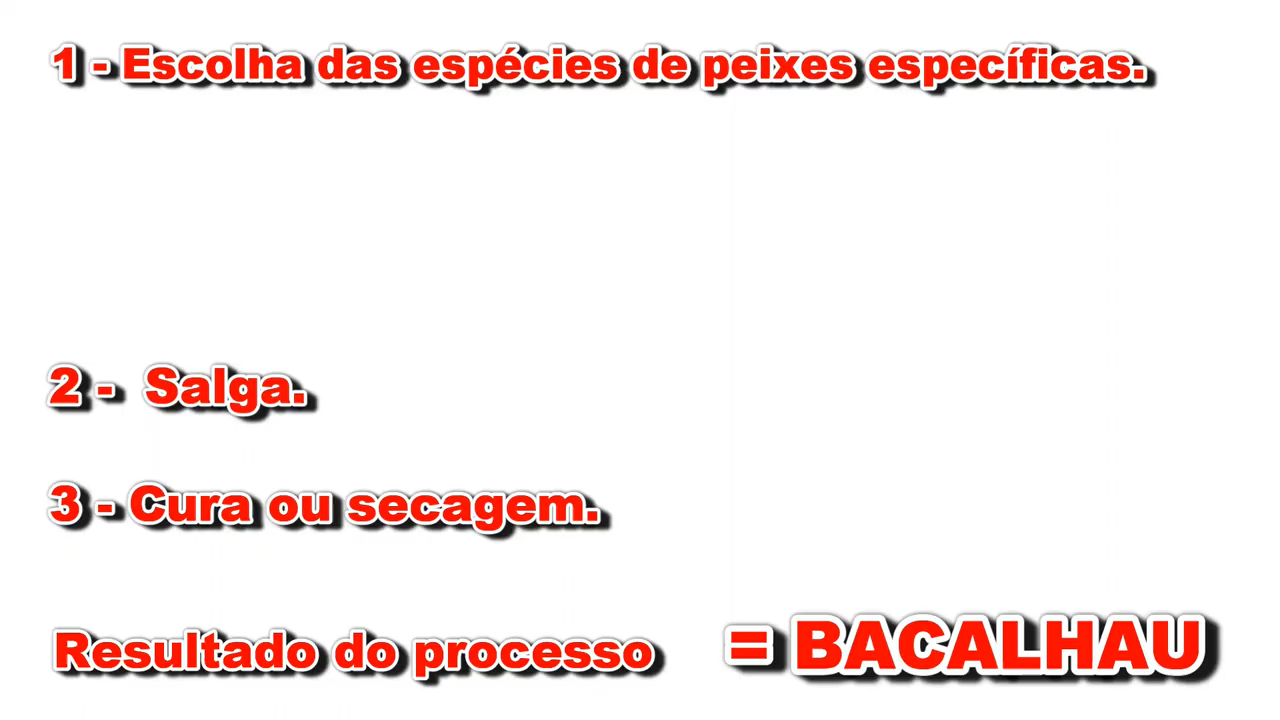 1 - Escolha das espécies de peixes específicas.
2 - Salga.
3 - Cura ou secagem.
Resultado do processo = BACALHAU